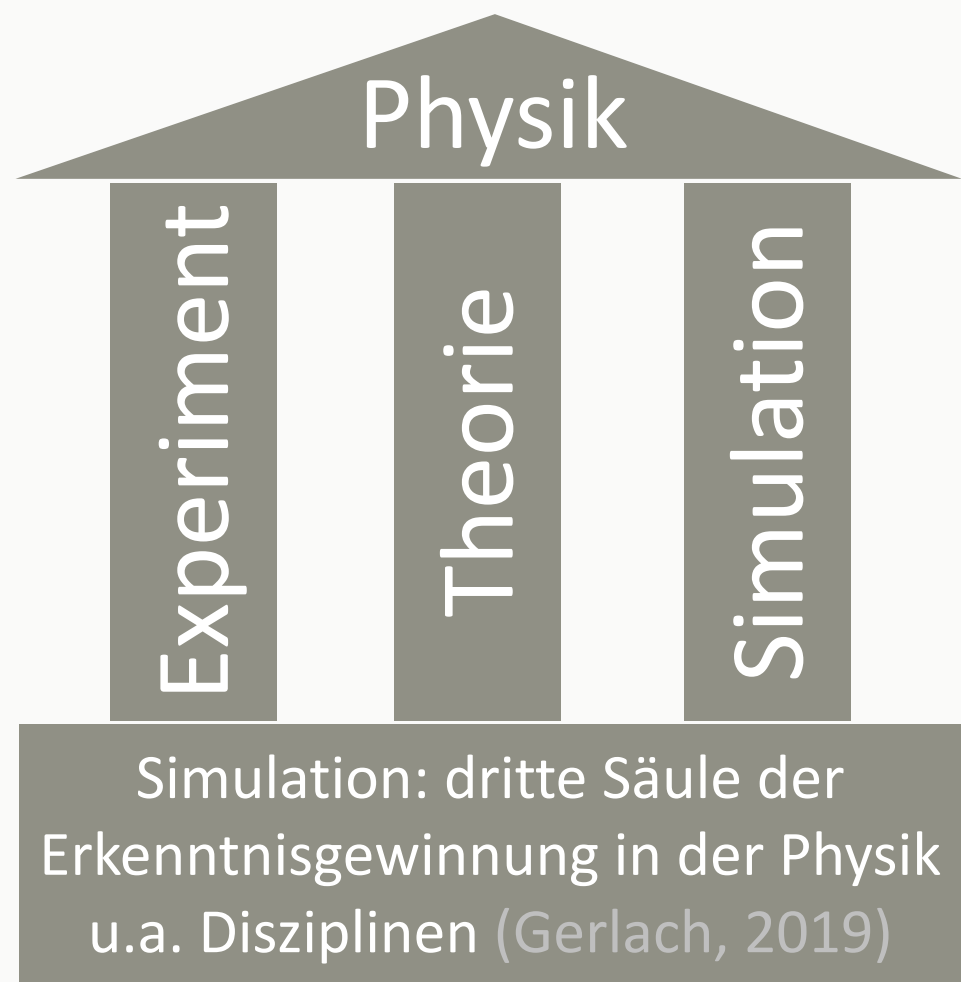 Physik
Experiment
Theorie
Simulation
Simulation: dritte Säule der
Erkenntnisgewinnung in der Physik
u.a. Disziplinen (Gerlach, 2019)